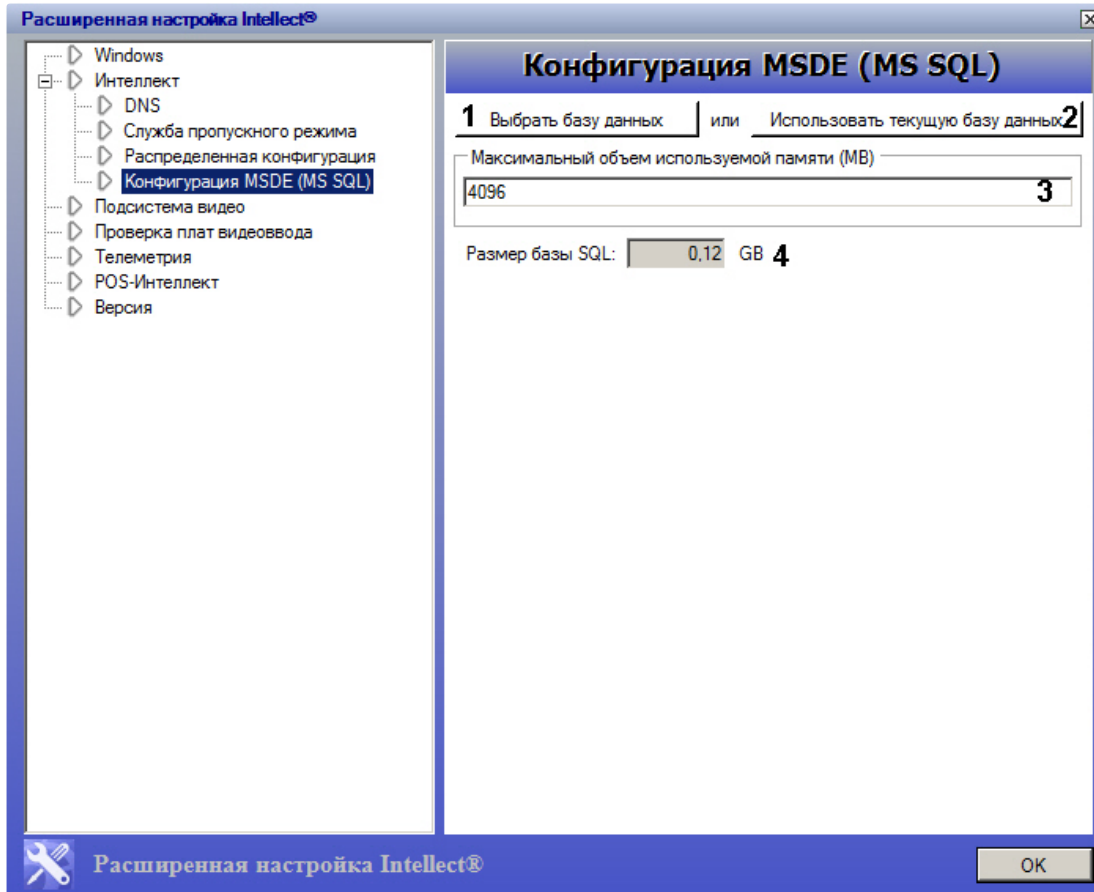 Расширенная настройка Intellect®
Windows
Интеллект
DNS
Служба пропускного режима
Распределенная конфигурация
Конфигурация MSDE (MS SQL)
Подсистема видео
Проверка плат видеоввода
Телеметрия
POS-Интеллект
Версия
Конфигурация MSDE (MS SQL)
1 Выбрать базу данных или Использовать текущую базу данных 2
Максимальный объем используемой памяти (MB)
4096 3
Размер базы SQL: 0,12 GB 4
Расширенная настройка Intellect®
OK